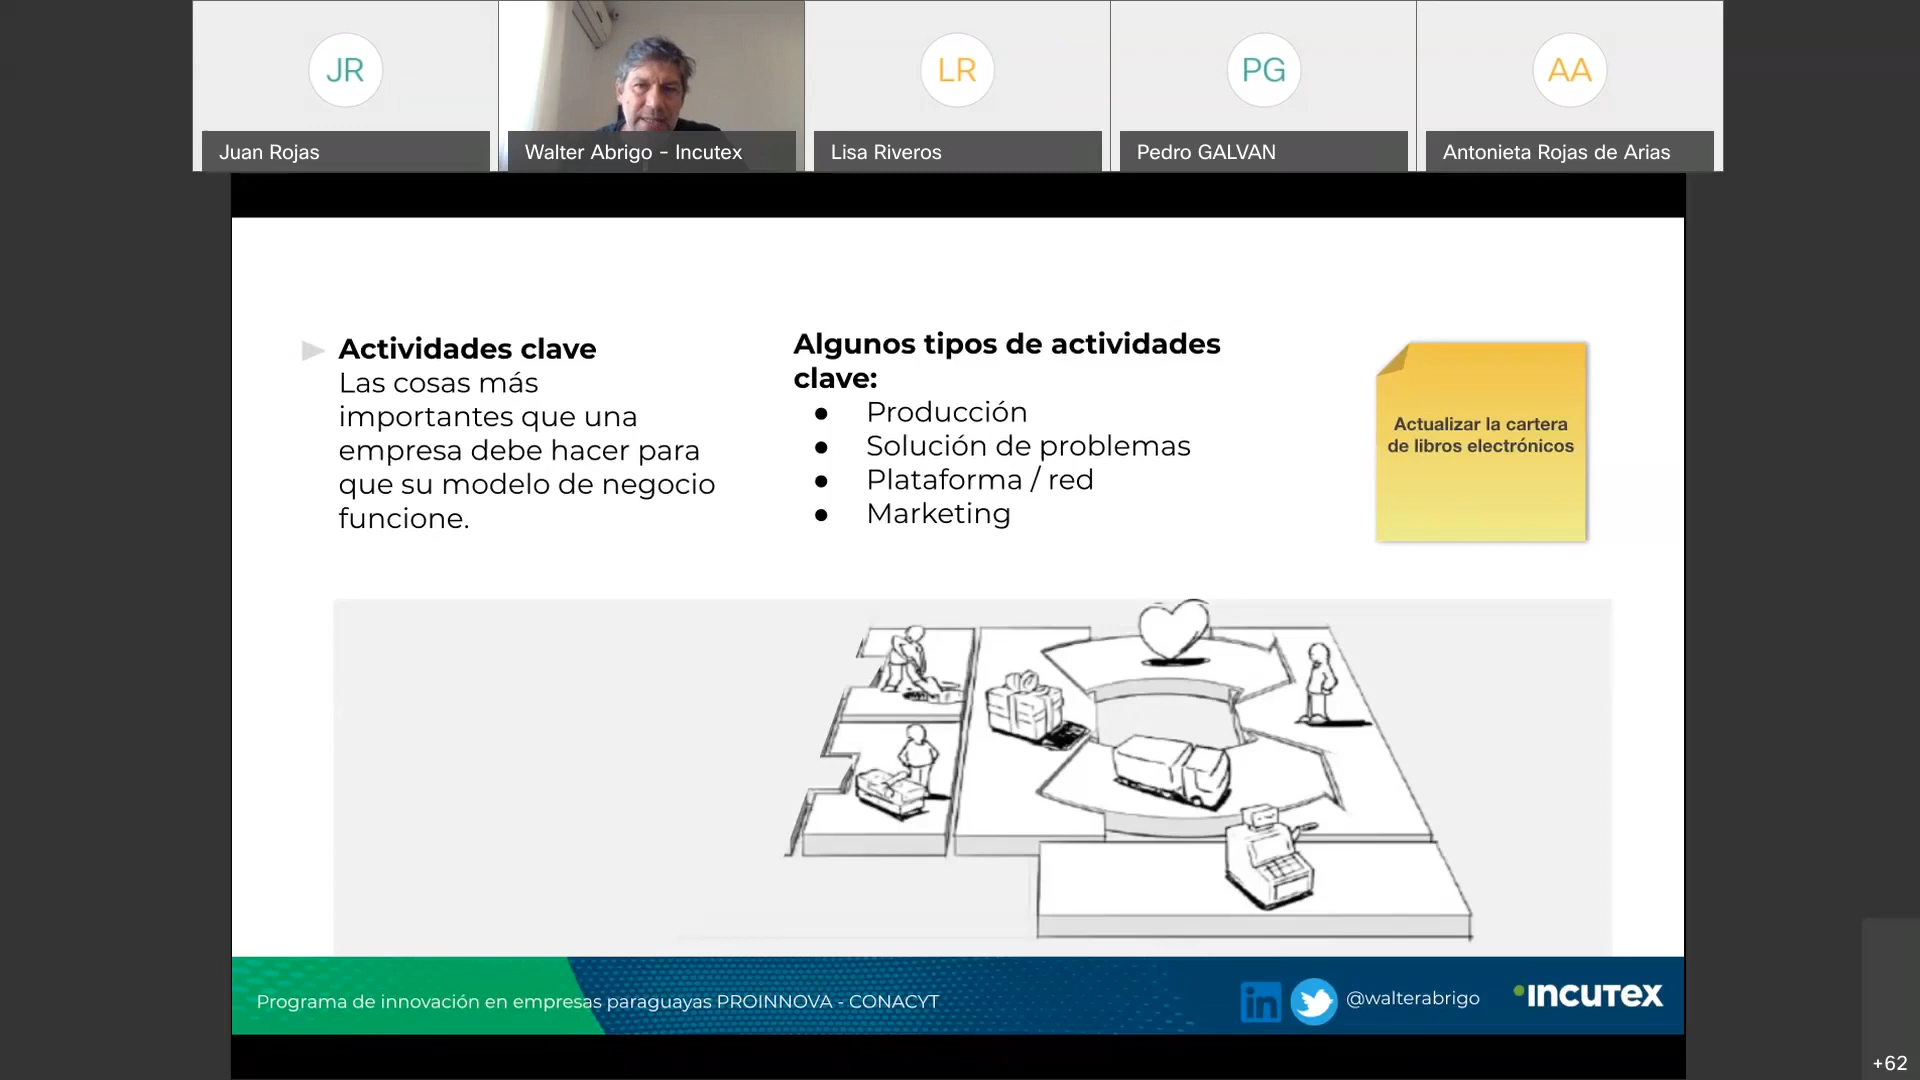 JR
LR
PG
AA
Juan Rojas
Walter Abrigo - Incutex
Lisa Riveros
Pedro GALVAN
Antonieta Rojas de Arias
Actividades clave
Las cosas más
importantes que una
empresa debe hacer para
que su modelo de negocio
funcione.
Algunos tipos de actividades
clave:
● Producción
● Solución de problemas
● Plataforma / red
● Marketing
Actualizar la cartera
de libros electrónicos
Programa de innovación en empresas paraguayas PROINNOVA - CONACYT
in
@walterabrigo
INCUTEX
+62